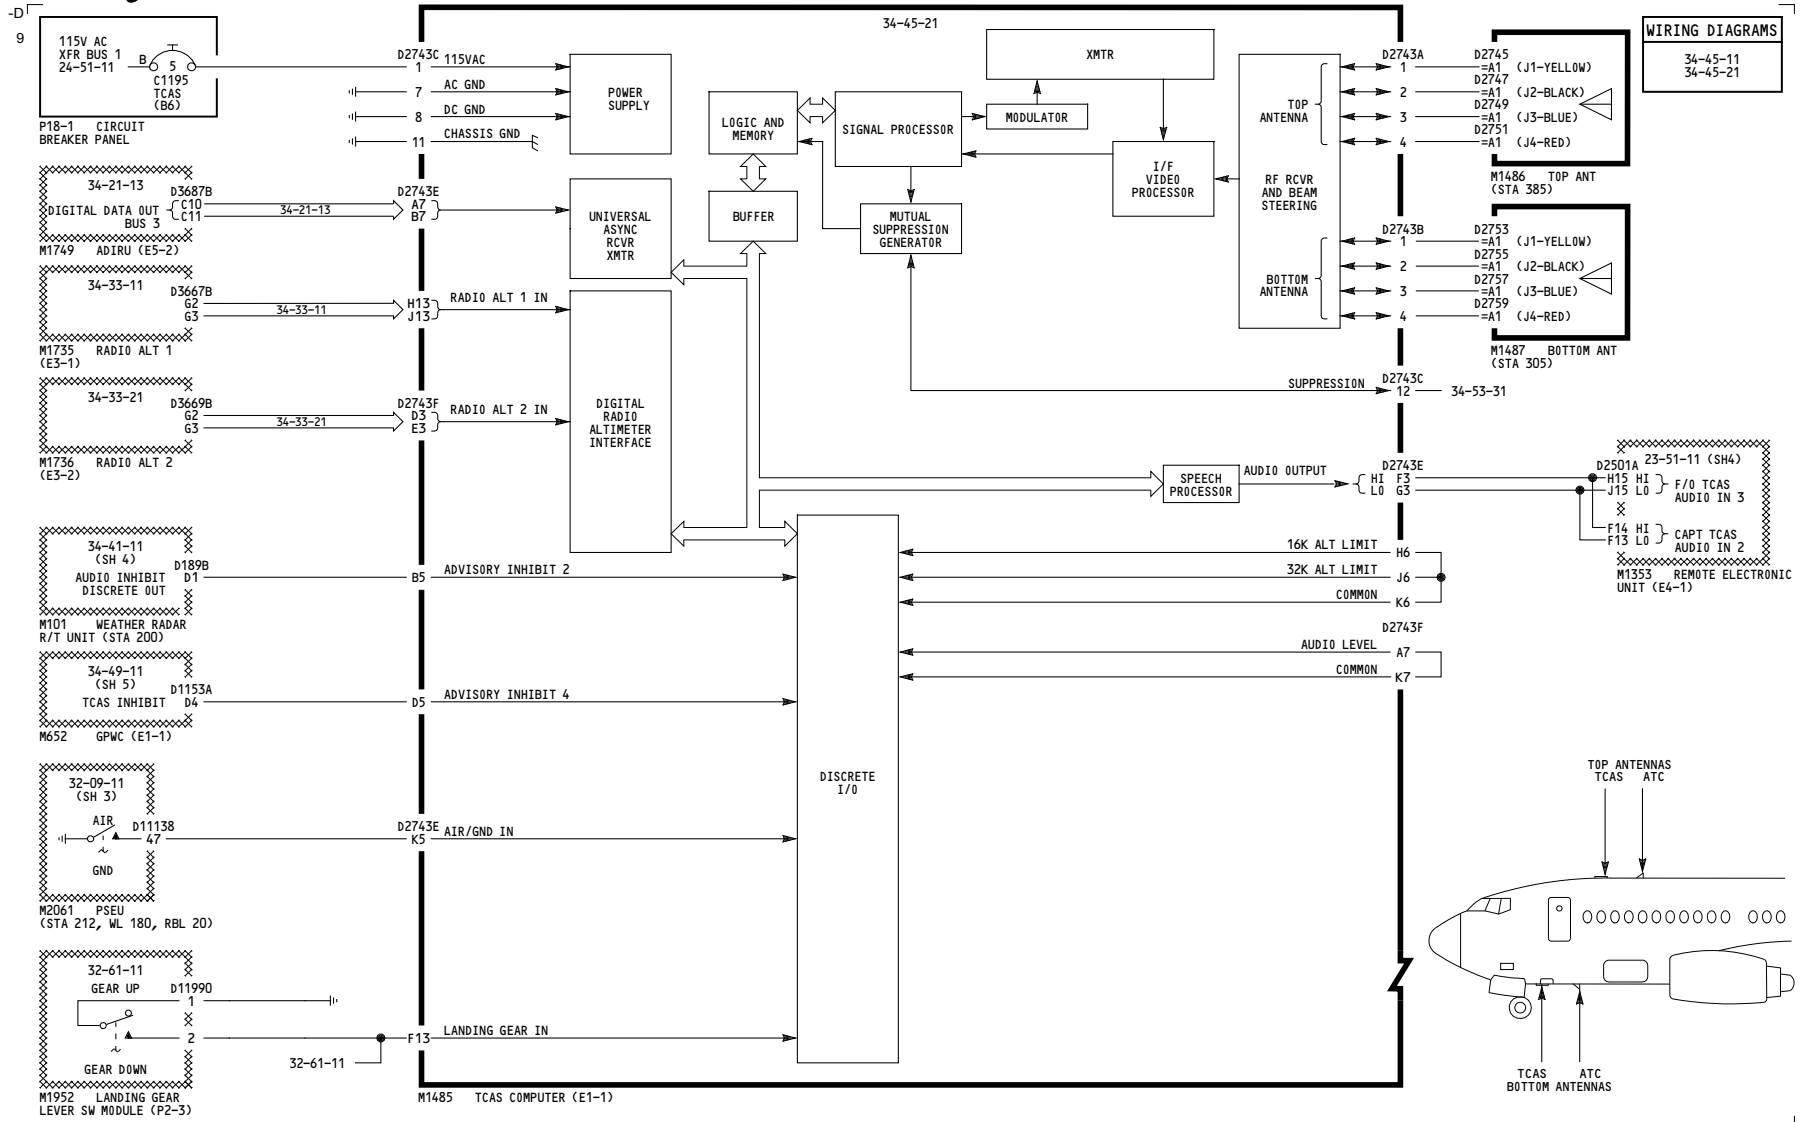 -D
9
115V AC
XFR BUS 1
24-51-11
B
5
C1195
TCAS
(B6)
P18-1 CIRCUIT
BREAKER PANEL
34-21-13
DIGITAL DATA OUT
BUS 3
D3687B
C10
C11
34-21-13
M1749 ADIRU (E5-2)
34-33-11
D3667B
G2
G3
34-33-11
M1735 RADIO ALT 1
(E3-1)
34-33-21
D3669B
G2
G3
34-33-21
M1736 RADIO ALT 2
(E3-2)
34-41-11
(SH 4)
AUDIO INHIBIT
DISCRETE OUT
D189B
D1
M101 WEATHER RADAR
R/T UNIT (STA 200)
34-49-11
(SH 5)
TCAS INHIBIT
D1153A
D4
M652 GPWC (E1-1)
32-09-11
(SH 3)
AIR
GND
D11138
47
M2061 PSEU
(STA 212, WL 180, RBL 20)
32-61-11
GEAR UP
D11990
1
2
GEAR DOWN
32-61-11
M1952 LANDING GEAR
LEVER SW MODULE (P2-3)
34-45-21
D2743C
1 115VAC
7 AC GND
8 DC GND
11 CHASSIS GND
D2743E
A7
B7
H13
J13
RADIO ALT 1 IN
D2743F
D3
E3
RADIO ALT 2 IN
B5 ADVISORY INHIBIT 2
D5 ADVISORY INHIBIT 4
D2743E
K5 AIR/GND IN
F13 LANDING GEAR IN
M1485 TCAS COMPUTER (E1-1)
POWER
SUPPLY
UNIVERSAL
ASYNC
RCVR
XMTR
DIGITAL
RADIO
ALTIMETER
INTERFACE
LOGIC AND
MEMORY
BUFFER
SIGNAL PROCESSOR
MUTUAL
SUPPRESSION
GENERATOR
XMTR
MODULATOR
I/F
VIDEO
PROCESSOR
TOP
ANTENNA
RF RCVR
AND BEAM
STEERING
BOTTOM
ANTENNA
SPEECH
PROCESSOR
DISCRETE
I/O
D2743A
1
2
3
4
D2743B
1
2
3
4
SUPPRESSION
D2743C
12
34-53-31
AUDIO OUTPUT
HI
LO
D2743E
F3
G3
16K ALT LIMIT H6
32K ALT LIMIT J6
COMMON K6
D2743F
AUDIO LEVEL A7
COMMON K7
D2745
=A1 (J1-YELLOW)
D2747
=A1 (J2-BLACK)
D2749
=A1 (J3-BLUE)
D2751
=A1 (J4-RED)
M1486 TOP ANT
(STA 385)
D2753
=A1 (J1-YELLOW)
D2755
=A1 (J2-BLACK)
D2757
=A1 (J3-BLUE)
D2759
=A1 (J4-RED)
M1487 BOTTOM ANT
(STA 305)
WIRING DIAGRAMS
34-45-11
34-45-21
23-51-11 (SH4)
D2501A
H15 HI
J15 LO
F/O TCAS
AUDIO IN 3
F14 HI
F13 LO
CAPT TCAS
AUDIO IN 2
M1353 REMOTE ELECTRONIC
UNIT (E4-1)
TOP ANTENNAS
TCAS ATC
TCAS ATC
BOTTOM ANTENNAS